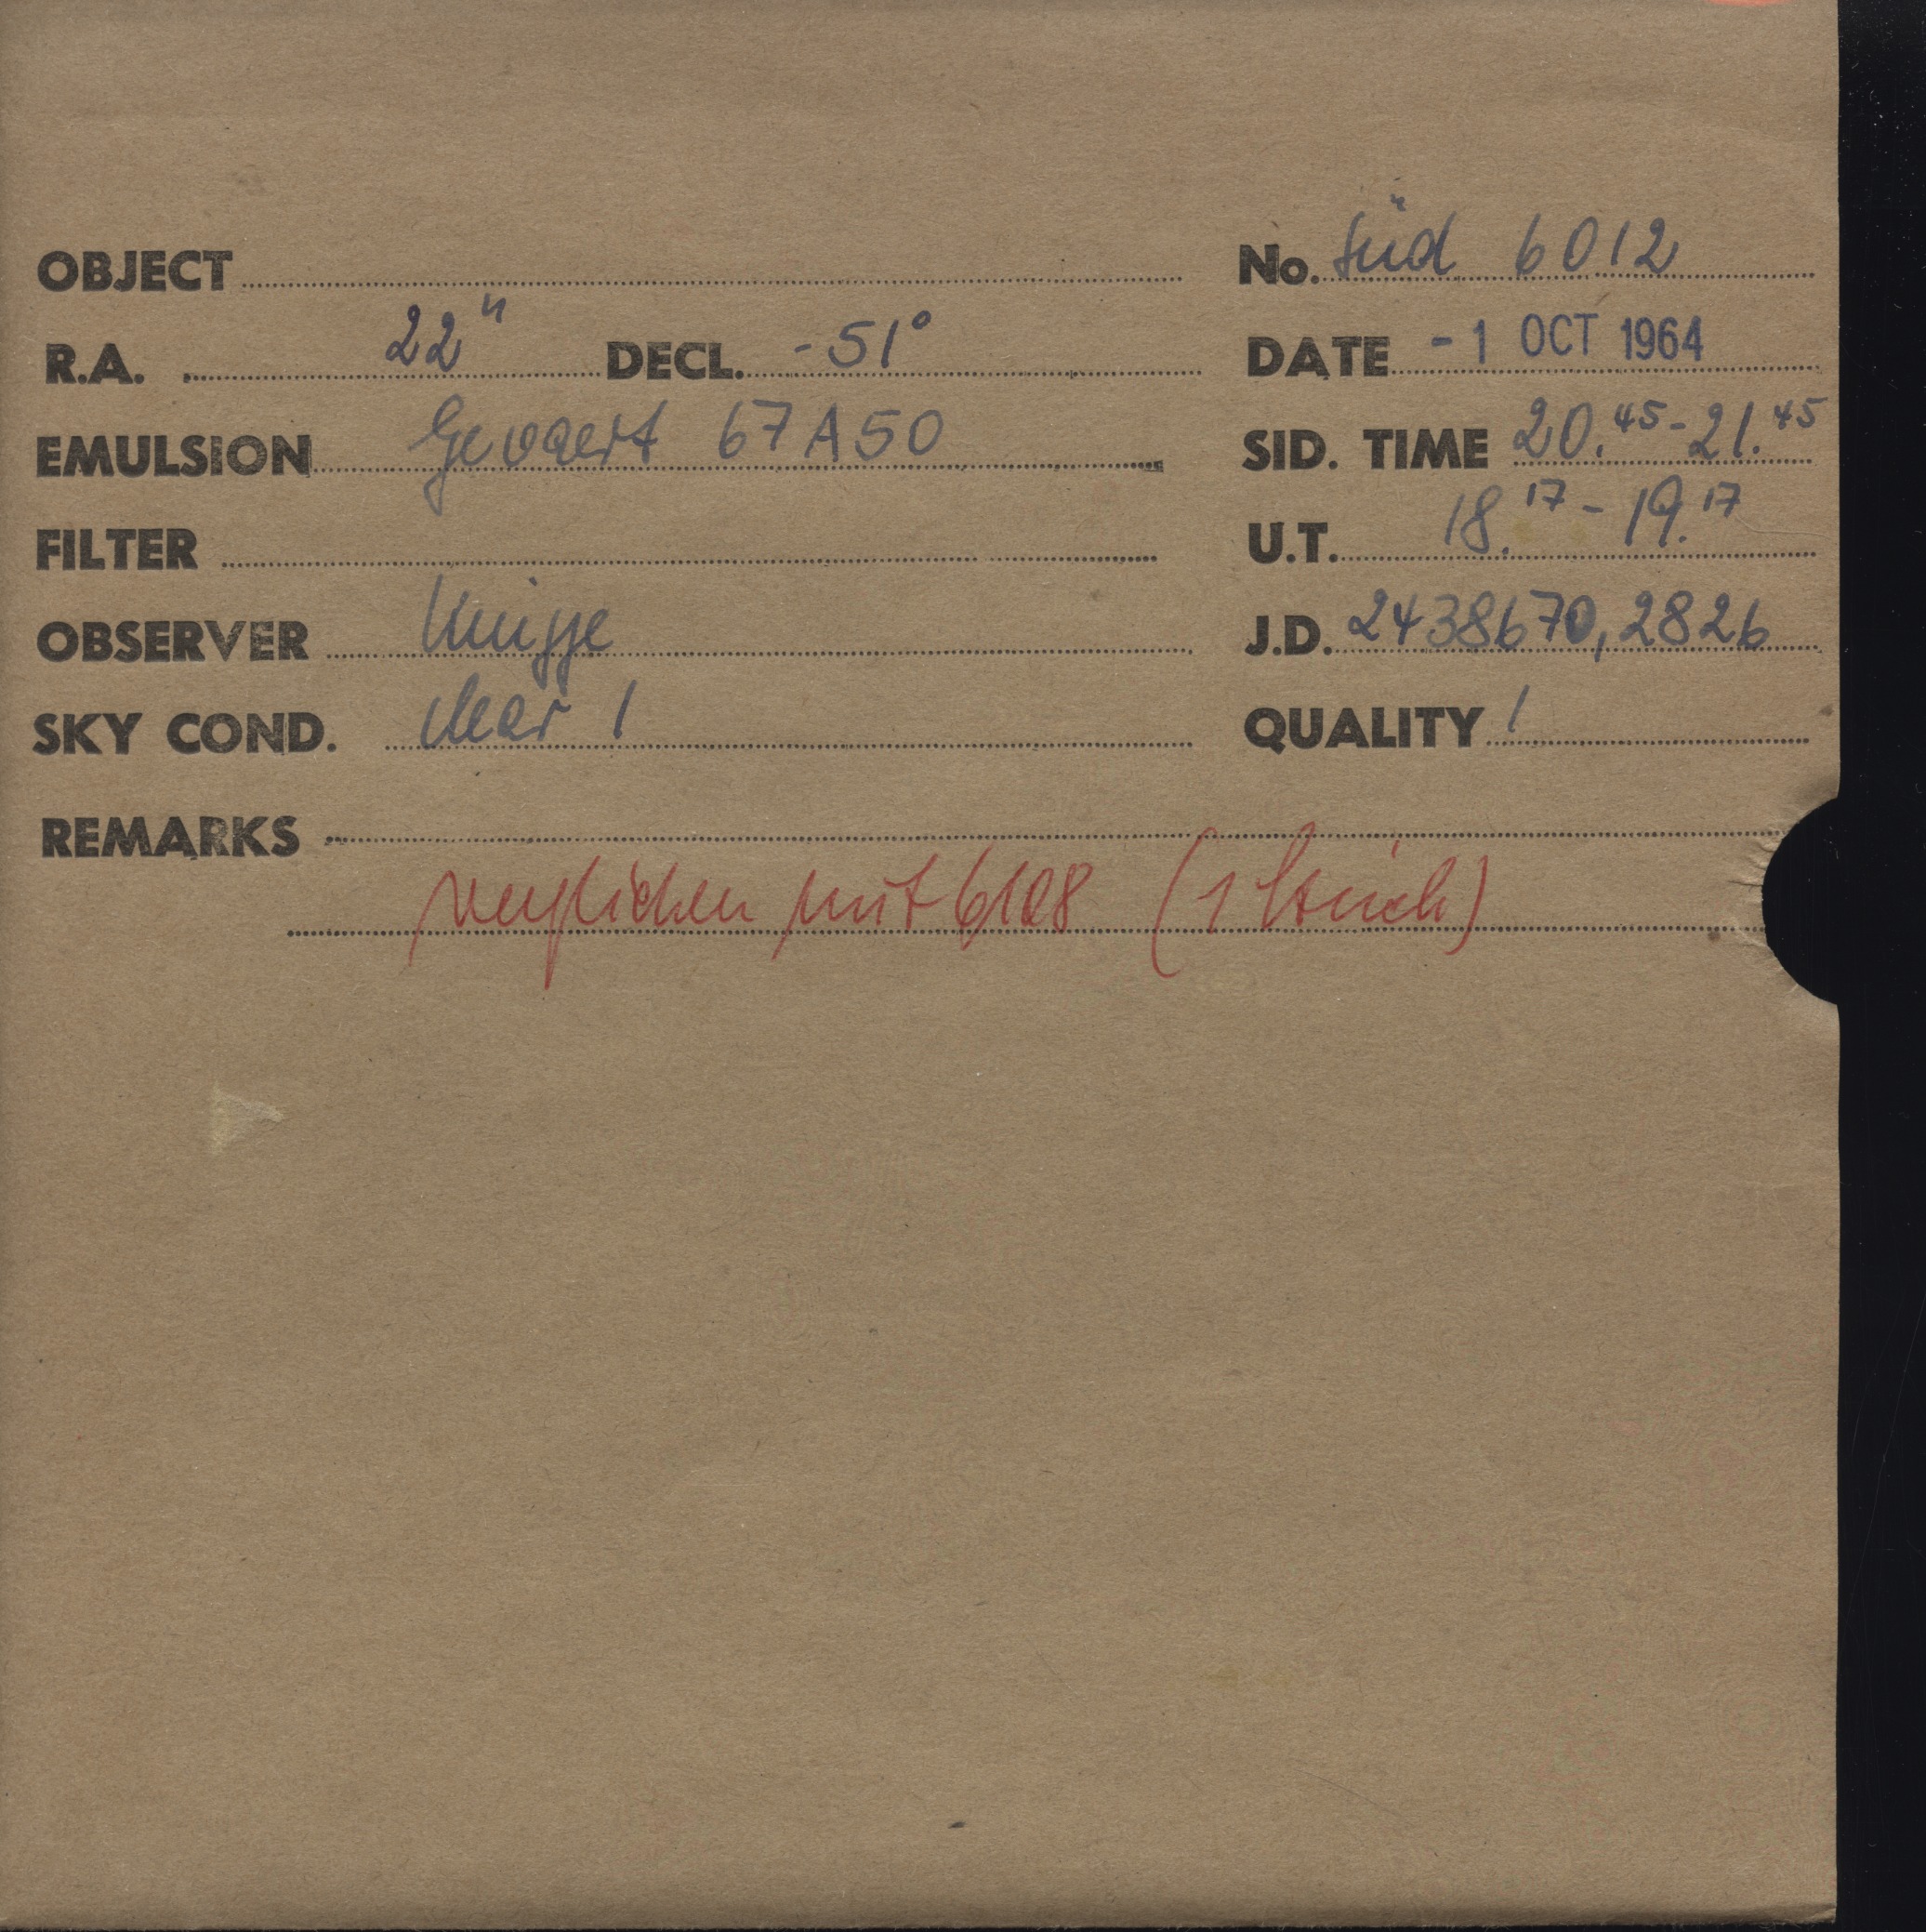 OBJECT No. Süd 6012
R.A. 22h DECL. -51° DATE - 1 OCT 1964
EMULSION Gevaert 67A50 SID. TIME 20.45-21.45
FILTER U.T. 18.17-19.17
OBSERVER Knigge J.D. 2438670,2826
SKY COND. clear 1 QUALITY 1
REMARKS
verglichen mit 6108 (1 Strich)